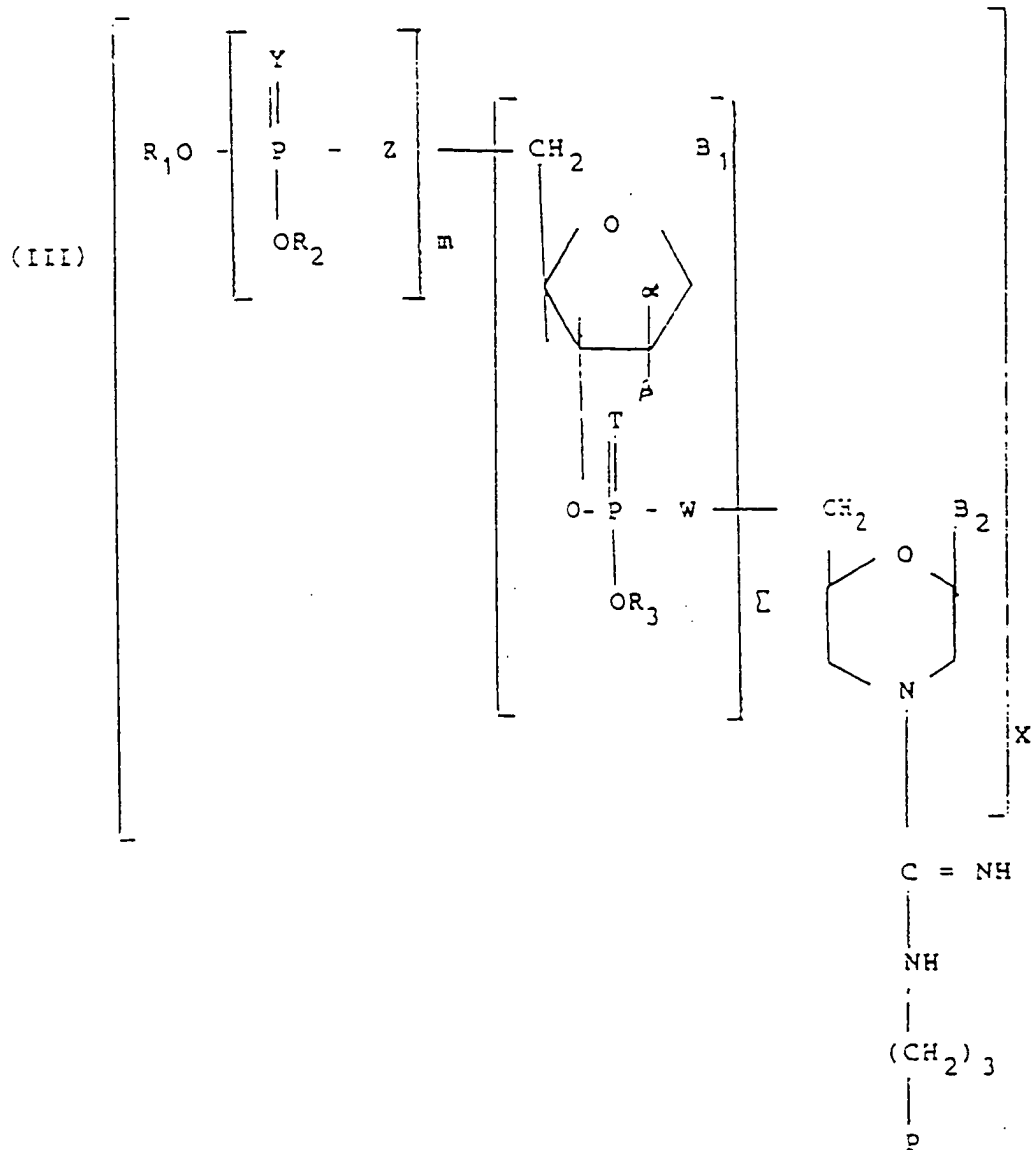 Y
R1O - P - Z CH2 B1
O
OR2 m
(III)
α
β
T
O- P - W CH2 B2
O
OR3 Σ
N
X
C = NH
NH
(CH2)3
P